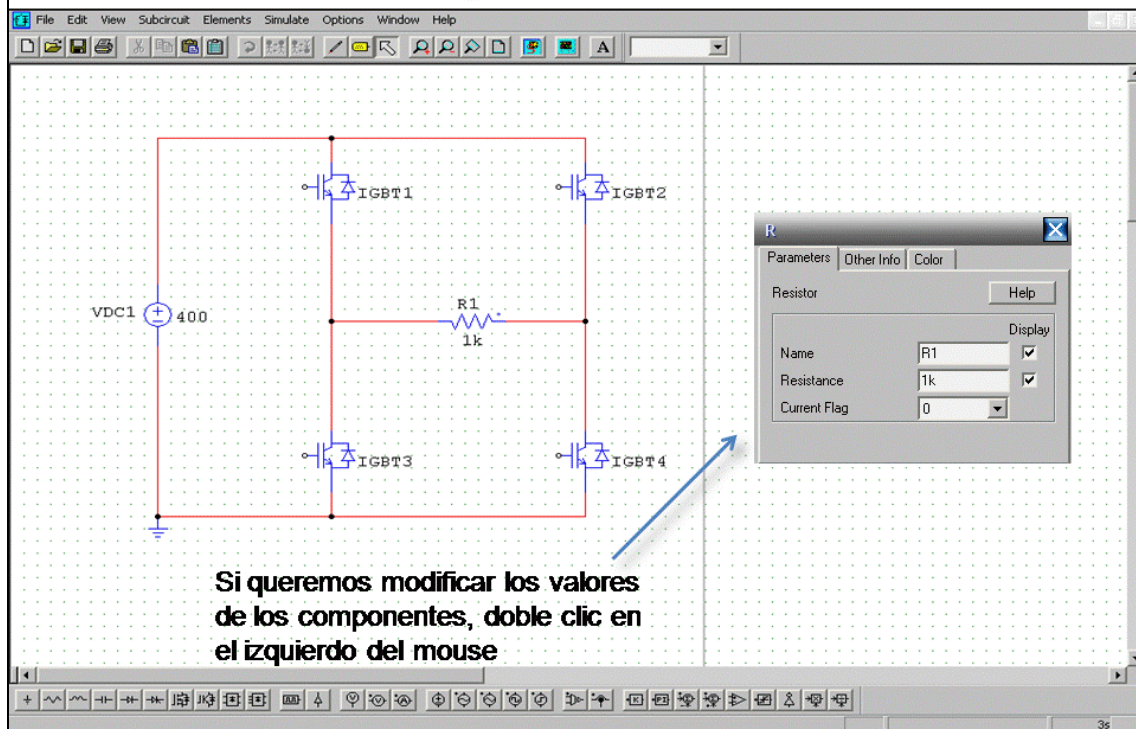 File Edit View Subcircuit Elements Simulate Options Window Help
A
IGBT1
IGBT2
VDC1
400
R1
1k
IGBT3
IGBT4
R
Parameters Other Info Color
Resistor Help
Display
Name R1
Resistance 1k
Current Flag 0
Si queremos modificar los valores
de los componentes, doble clic en
el izquierdo del mouse
K PI
3s